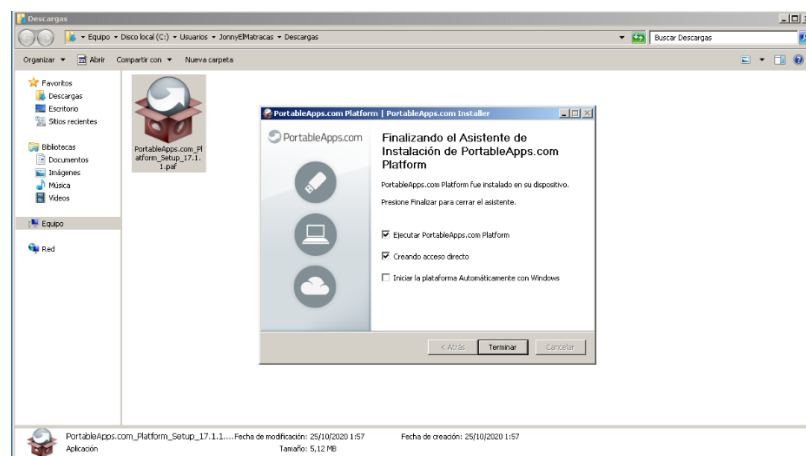 Descargas
Equipo
Disco local (C:)
Usuarios
JonnyElMatracas
Descargas
Buscar Descargas
Organizar
Abrir
Compartir con
Nueva carpeta
Favoritos
Descargas
Escritorio
Sitios recientes
Bibliotecas
Documentos
Imágenes
Música
Vídeos
Equipo
Red
PortableApps.com_Pl
atform_Setup_17.1.
1.paf
PortableApps.com Platform | PortableApps.com Installer
PortableApps.com
Finalizando el Asistente de
Instalación de PortableApps.com
Platform
PortableApps.com Platform fue instalado en su dispositivo.
Presione Finalizar para cerrar el asistente.
Ejecutar PortableApps.com Platform
Creando acceso directo
Iniciar la plataforma Automáticamente con Windows
< Atrás
Terminar
Cancelar
PortableApps.com_Platform_Setup_17.1.1.... Fecha de modificación: 25/10/2020 1:57
Fecha de creación: 25/10/2020 1:57
Aplicación
Tamaño: 5,12 MB